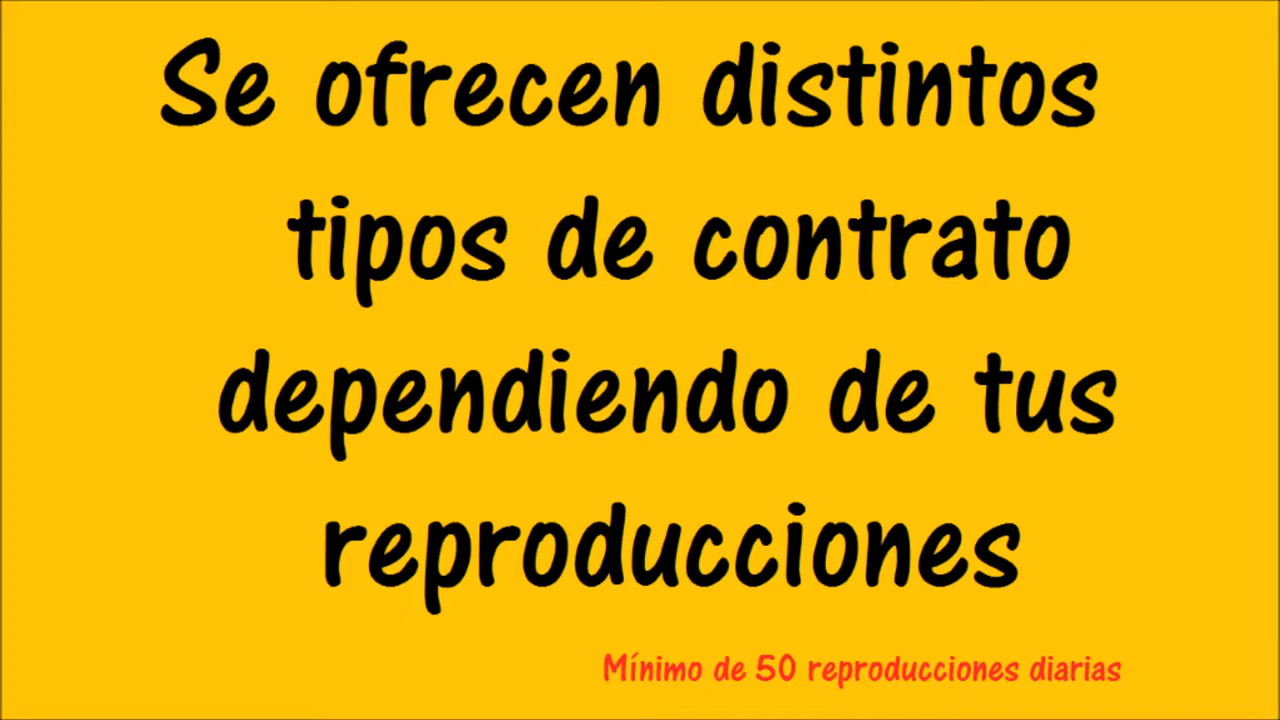 Se ofrecen distintos
tipos de contrato
dependiendo de tus
reproducciones
Mínimo de 50 reproducciones diarias